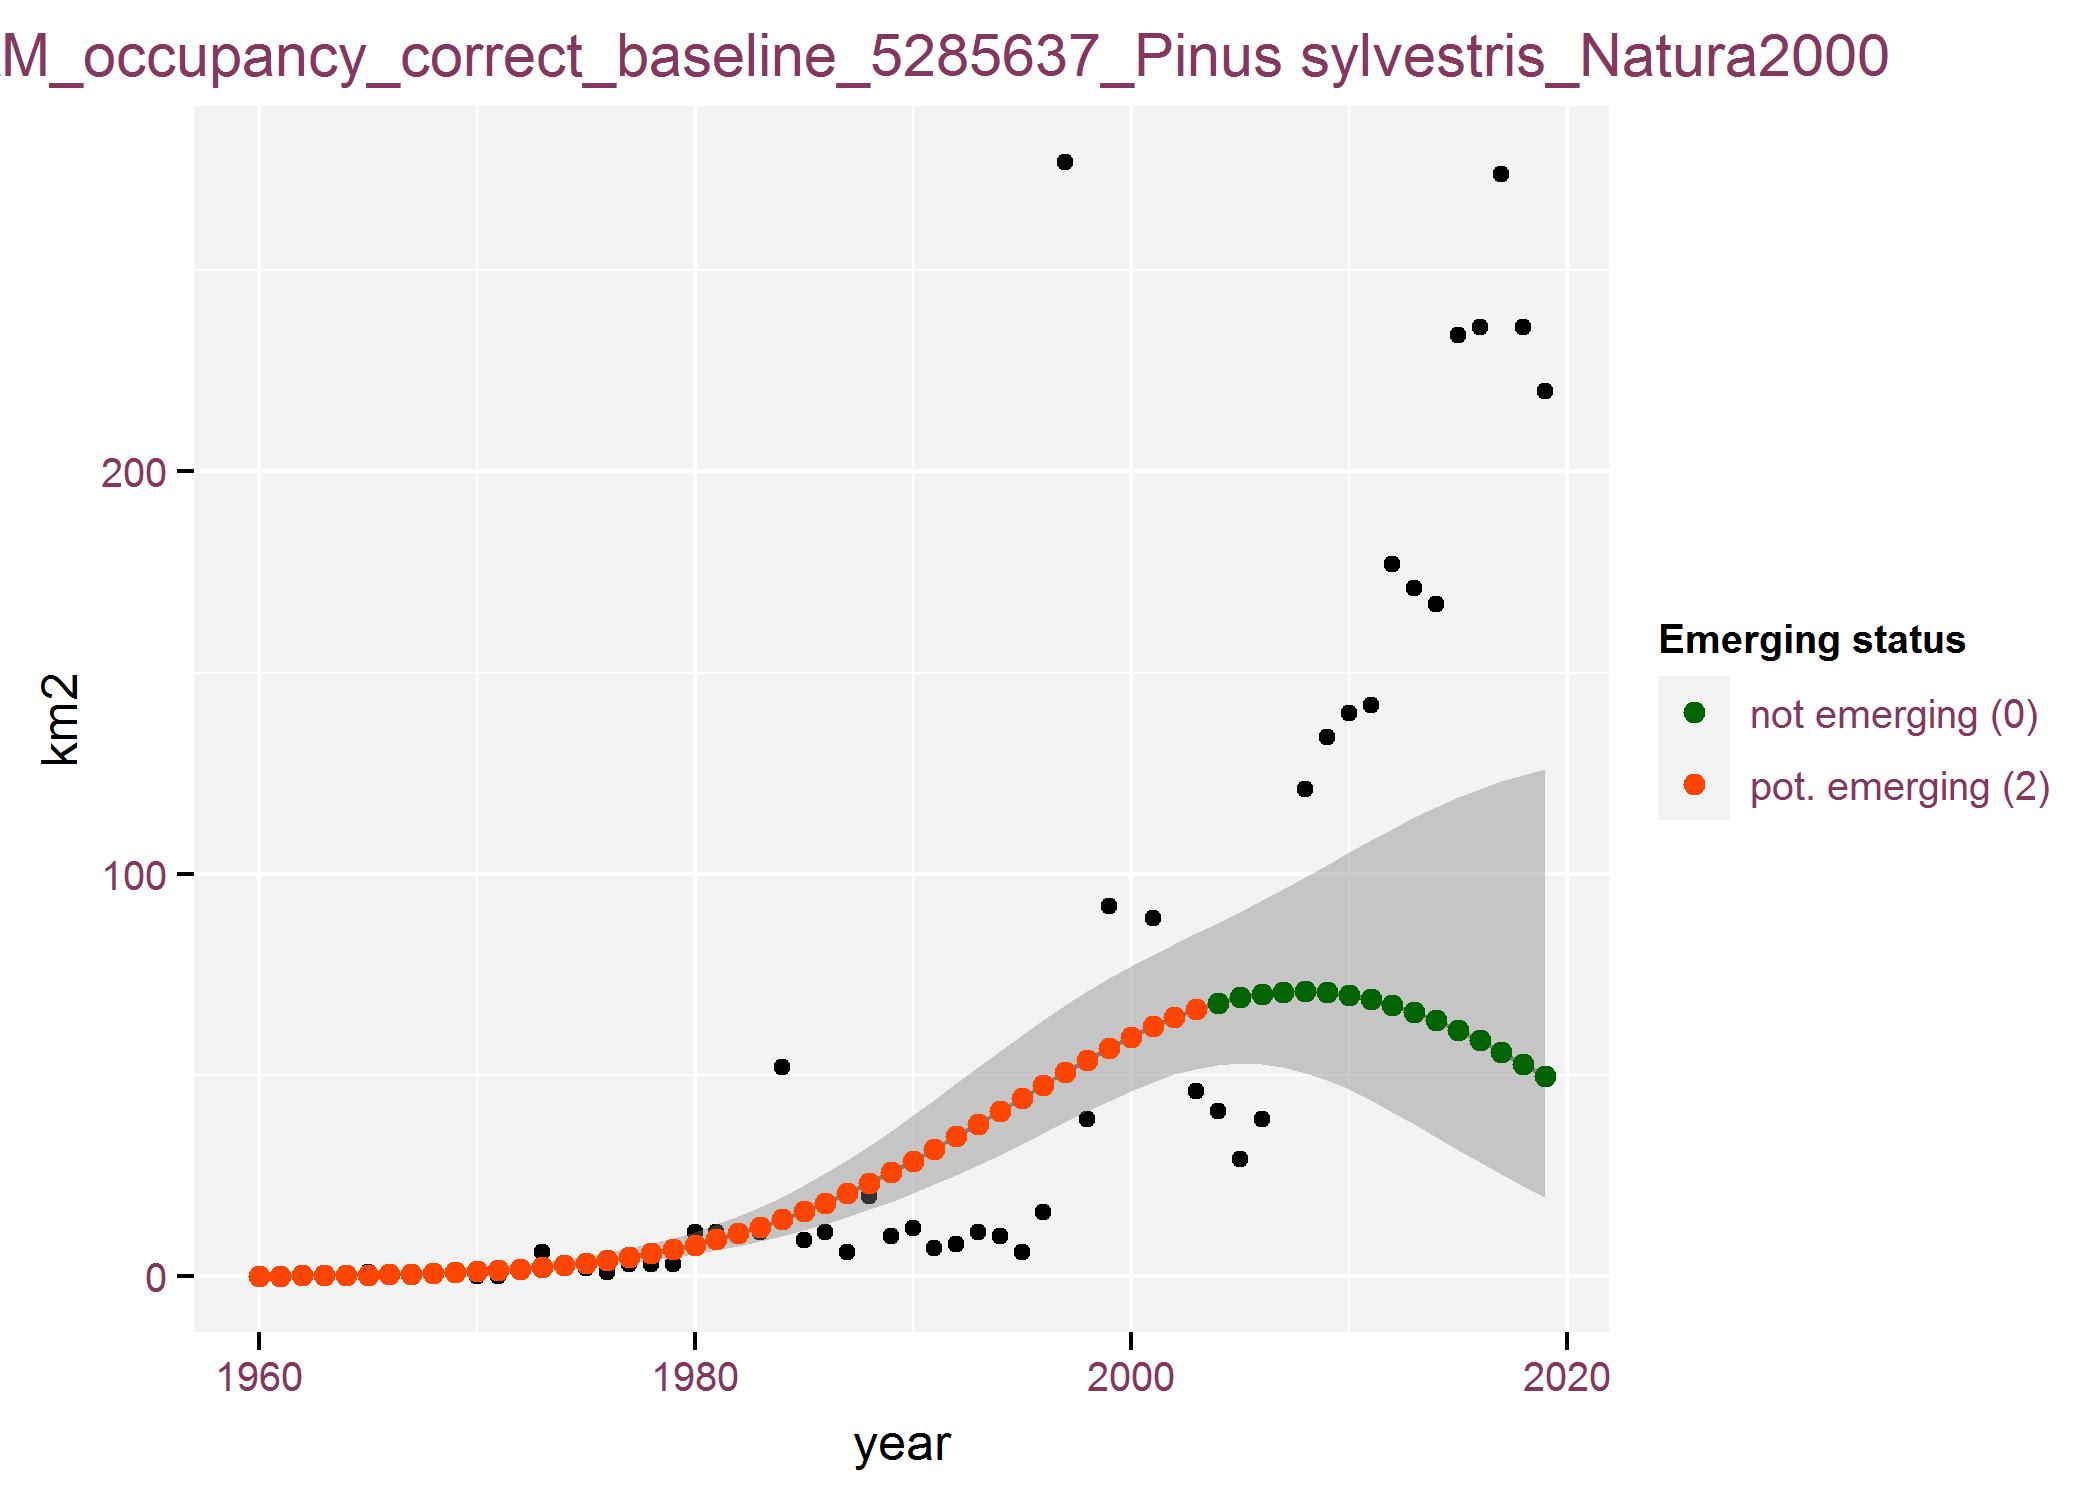 M_occupancy_correct_baseline_5285637_Pinus sylvestris_Natura2000
km2
200
100
0
1960
1980
2000
2020
year
Emerging status
not emerging (0)
pot. emerging (2)